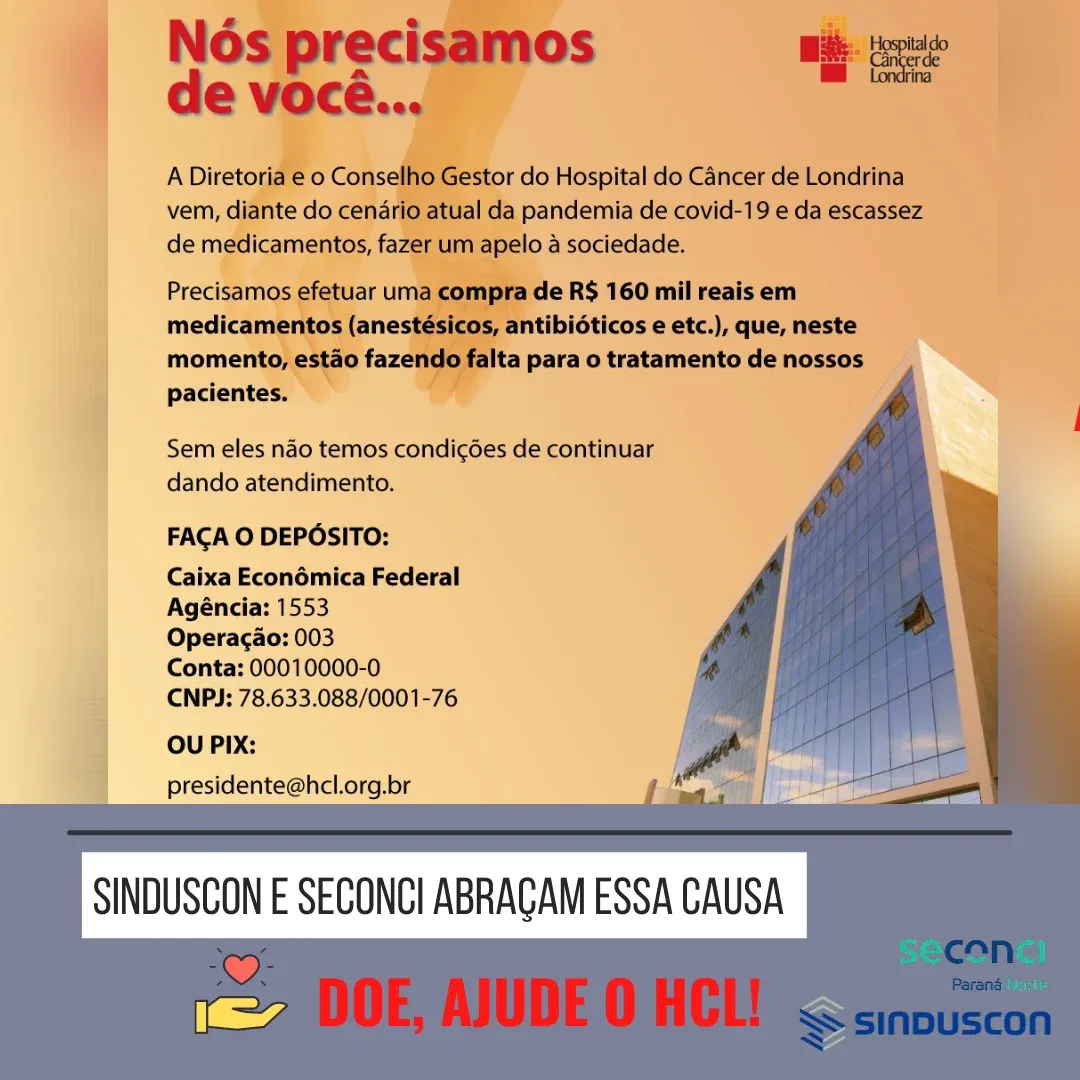 Nós precisamos
de você...
Hospital do
Câncer de
Londrina
A Diretoria e o Conselho Gestor do Hospital do Câncer de Londrina
vem, diante do cenário atual da pandemia de covid-19 e da escassez
de medicamentos, fazer um apelo à sociedade.
Precisamos efetuar uma compra de R$ 160 mil reais em
medicamentos (anestésicos, antibióticos e etc.), que, neste
momento, estão fazendo falta para o tratamento de nossos
pacientes.
Sem eles não temos condições de continuar
dando atendimento.
FAÇA O DEPÓSITO:
Caixa Econômica Federal
Agência: 1553
Operação: 003
Conta: 00010000-0
CNPJ: 78.633.088/0001-76
OU PIX:
presidente@hcl.org.br
SINDUSCON E SECONCI ABRAÇAM ESSA CAUSA
DOE, AJUDE O HCL!
seconci
Paraná Norte
SINDUSCON